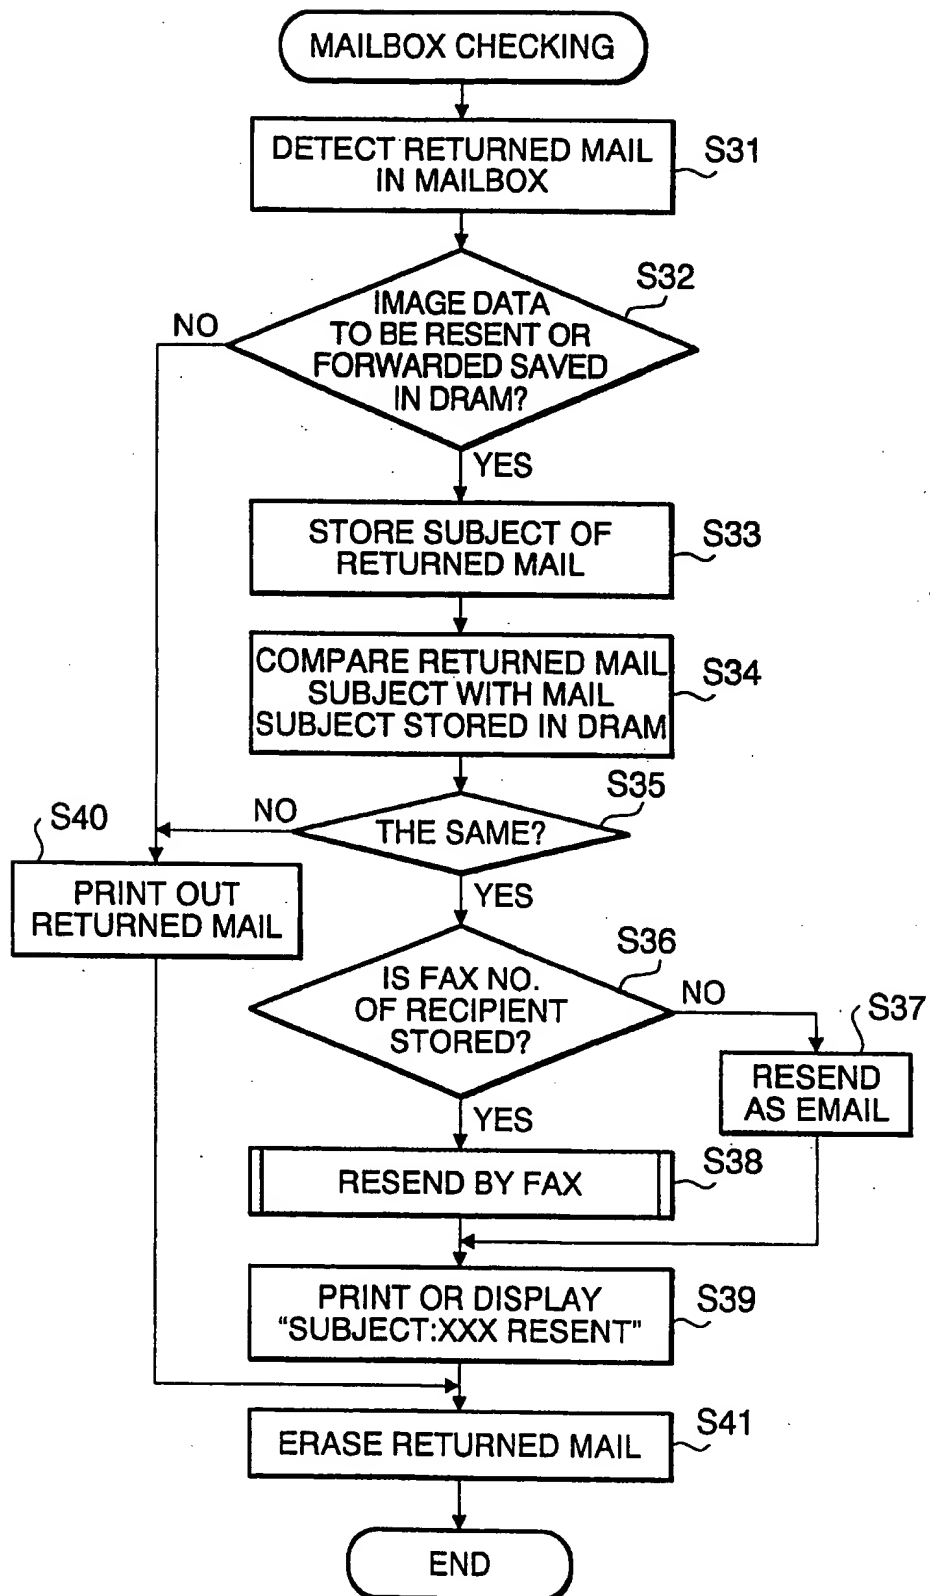 MAILBOX CHECKING
DETECT RETURNED MAIL
IN MAILBOX
S31
S32
IMAGE DATA
TO BE RESENT OR
FORWARDED SAVED
IN DRAM?
NO
YES
STORE SUBJECT OF
RETURNED MAIL
S33
COMPARE RETURNED MAIL
SUBJECT WITH MAIL
SUBJECT STORED IN DRAM
S34
S35
THE SAME?
NO
YES
S40
PRINT OUT
RETURNED MAIL
S36
IS FAX NO.
OF RECIPIENT
STORED?
NO
YES
S37
RESEND
AS EMAIL
RESEND BY FAX
S38
PRINT OR DISPLAY
“SUBJECT:XXX RESENT”
S39
ERASE RETURNED MAIL
S41
END